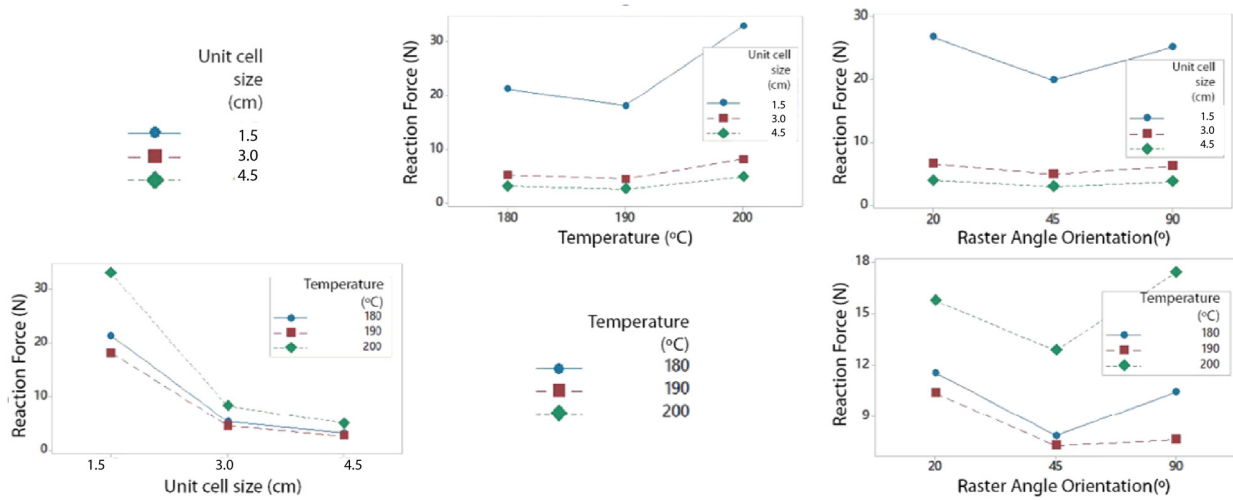 Unit cell
size
(cm)
1.5
3.0
4.5
Reaction Force (N)
30
20
10
0
Unit cell
size
(cm)
1.5
3.0
4.5
180
190
200
Temperature (ºC)
Reaction Force (N)
30
20
10
0
Unit cell
size
(cm)
1.5
3.0
4.5
20
45
90
Raster Angle Orientation(º)
Reaction Force (N)
30
20
10
0
Temperature
(ºC)
180
190
200
1.5
3.0
4.5
Unit cell size (cm)
Temperature
(ºC)
180
190
200
Reaction Force (N)
18
15
12
9
Temperature
(ºC)
180
190
200
20
45
90
Raster Angle Orientation(º)